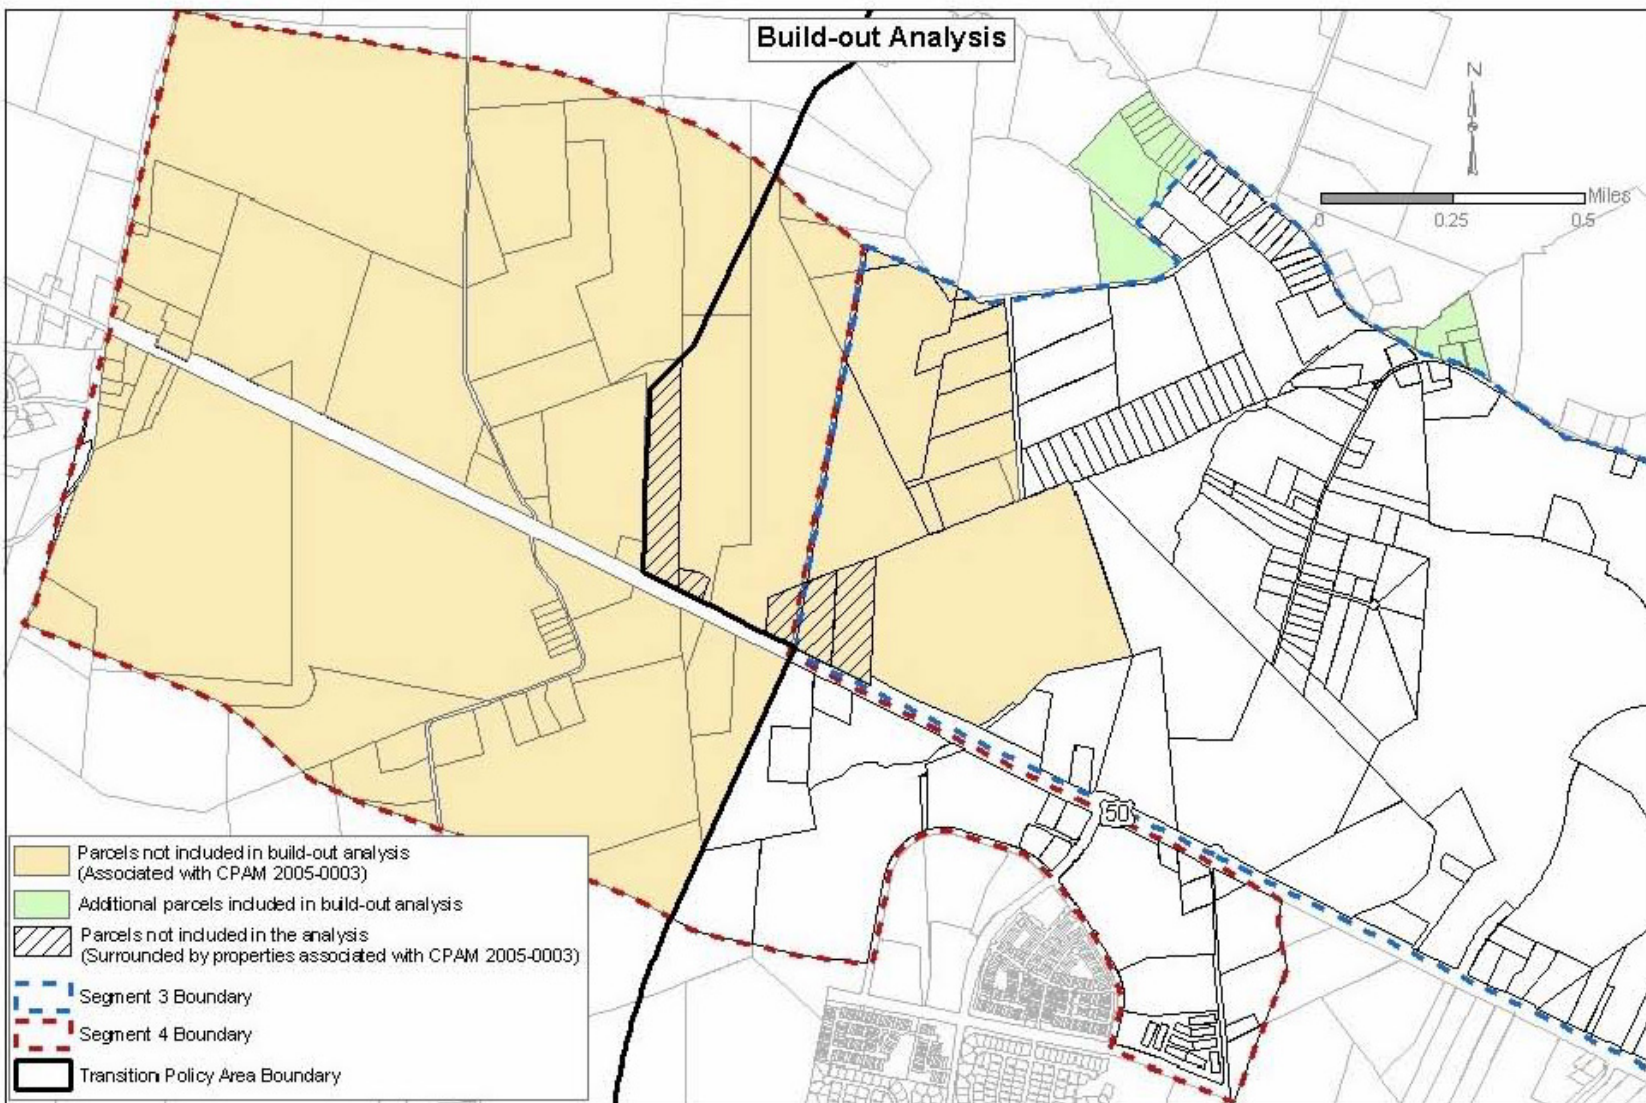 Build-out Analysis
N
Miles
0 0.25 0.5
50
Parcels not included in build-out analysis
(Associated with CPAM 2005-0003)
Additional parcels included in build-out analysis
Parcels not included in the analysis
(Surrounded by properties associated with CPAM 2005-0003)
Segment 3 Boundary
Segment 4 Boundary
Transition Policy Area Boundary